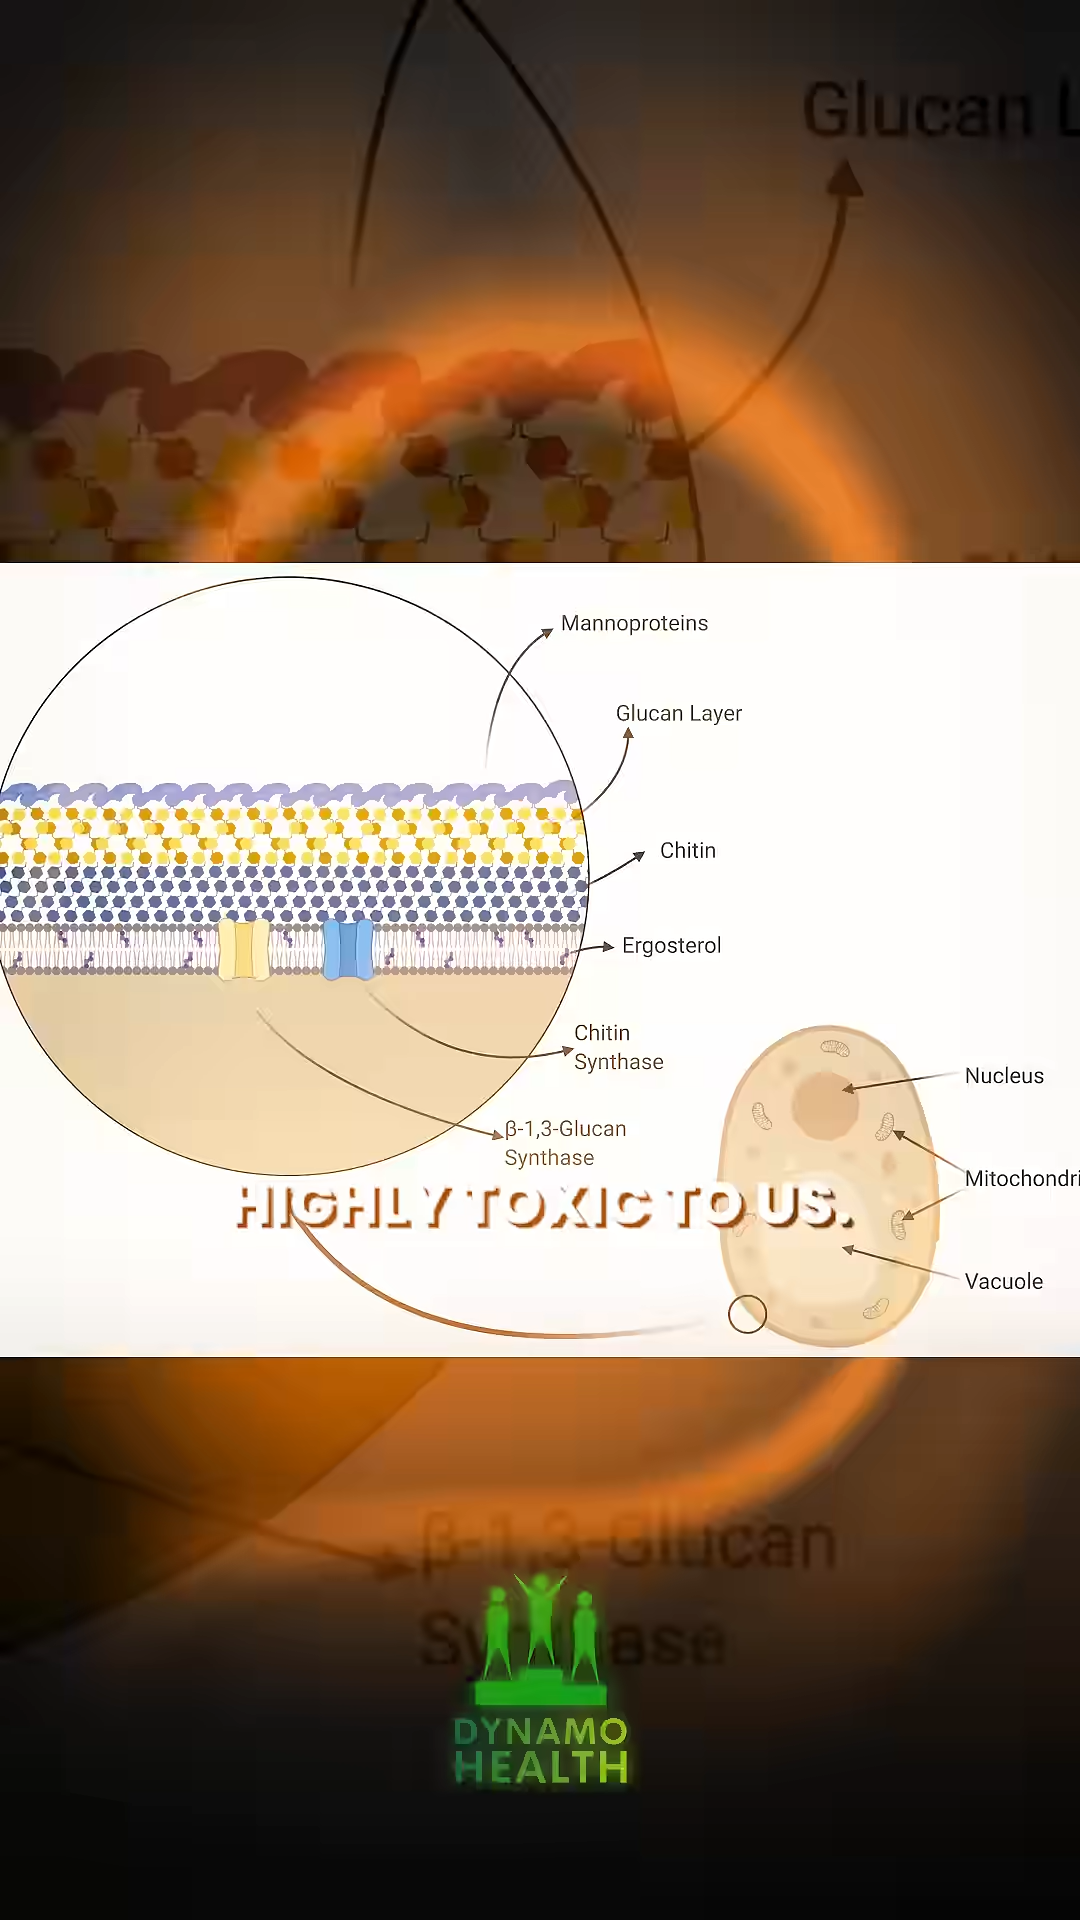 Glucan L
Mannoproteins
Glucan Layer
Chitin
Ergosterol
Chitin
Synthase
β-1,3-Glucan
Synthase
Nucleus
Mitochondri
Vacuole
HIGHLY TOXIC TO US.
β-1,3-Glucan
Synthase
DYNAMO
HEALTH